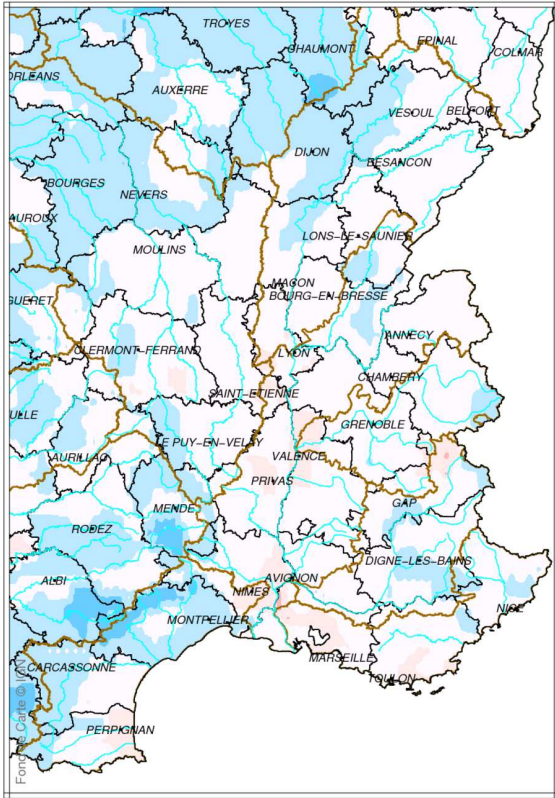 TROYES
CHAUMONT
EPINAL
COLMAR
ORLEANS
AUXERRE
VESOUL
BELFORT
DIJON
BESANCON
BOURGES
NEVERS
AUROUX
LONS-LE-SAUNIER
MOULINS
MACON
BOURG-EN-BRESSE
GUERET
ANNECY
CLERMONT-FERRAND
LYON
CHAMBERY
SAINT-ETIENNE
ULLE
GRENOBLE
LE PUY-EN-VELAY
AURILLAC
VALENCE
PRIVAS
GAP
MENDE
RODEZ
DIGNE-LES-BAINS
ALBI
AVIGNON
NIMES
NICE
MONTPELLIER
MARSEILLE
CARCASSONNE
TOULON
PERPIGNAN
Fond de Carte © IGN